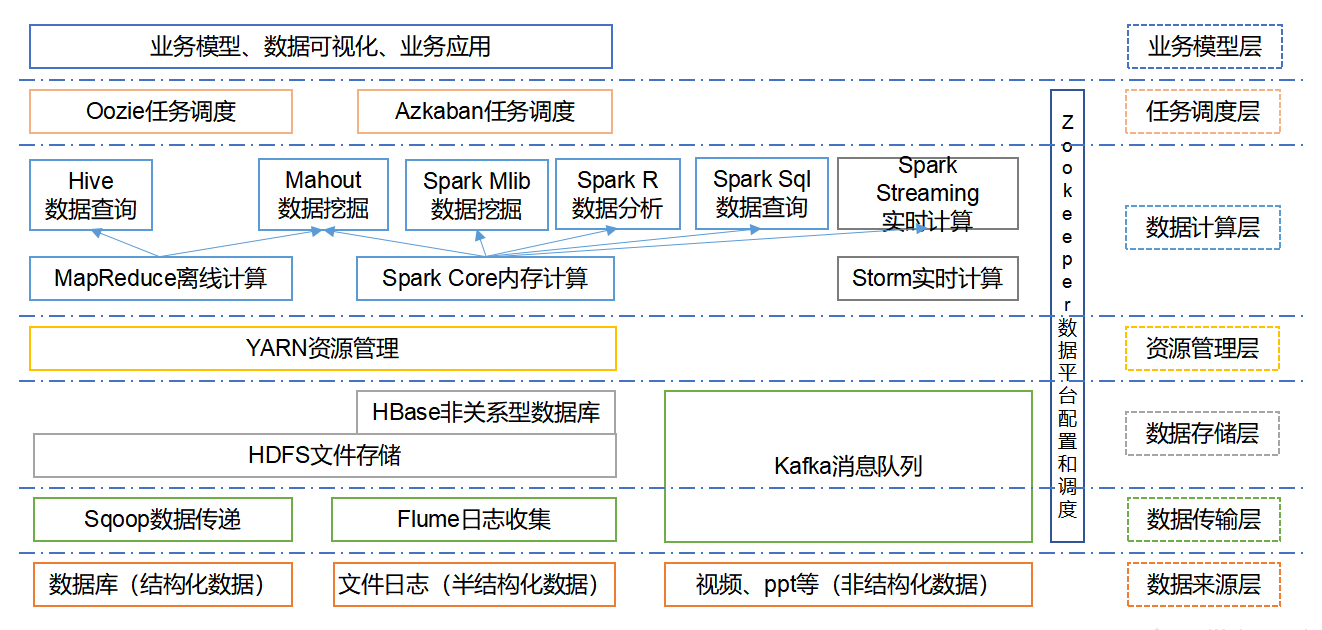 业务模型、数据可视化、业务应用
业务模型层
Oozie任务调度
Azkaban任务调度
任务调度层
Hive
数据查询
Mahout
数据挖掘
Spark Mlib
数据挖掘
Spark R
数据分析
Spark Sql
数据查询
Spark
Streaming
实时计算
数据计算层
MapReduce离线计算
Spark Core内存计算
Storm实时计算
Zookeeper数据平台配置和调度
YARN资源管理
资源管理层
HBase非关系型数据库
HDFS文件存储
Kafka消息队列
数据存储层
Sqoop数据传递
Flume日志收集
数据传输层
数据库（结构化数据）
文件日志（半结构化数据）
视频、ppt等（非结构化数据）
数据来源层